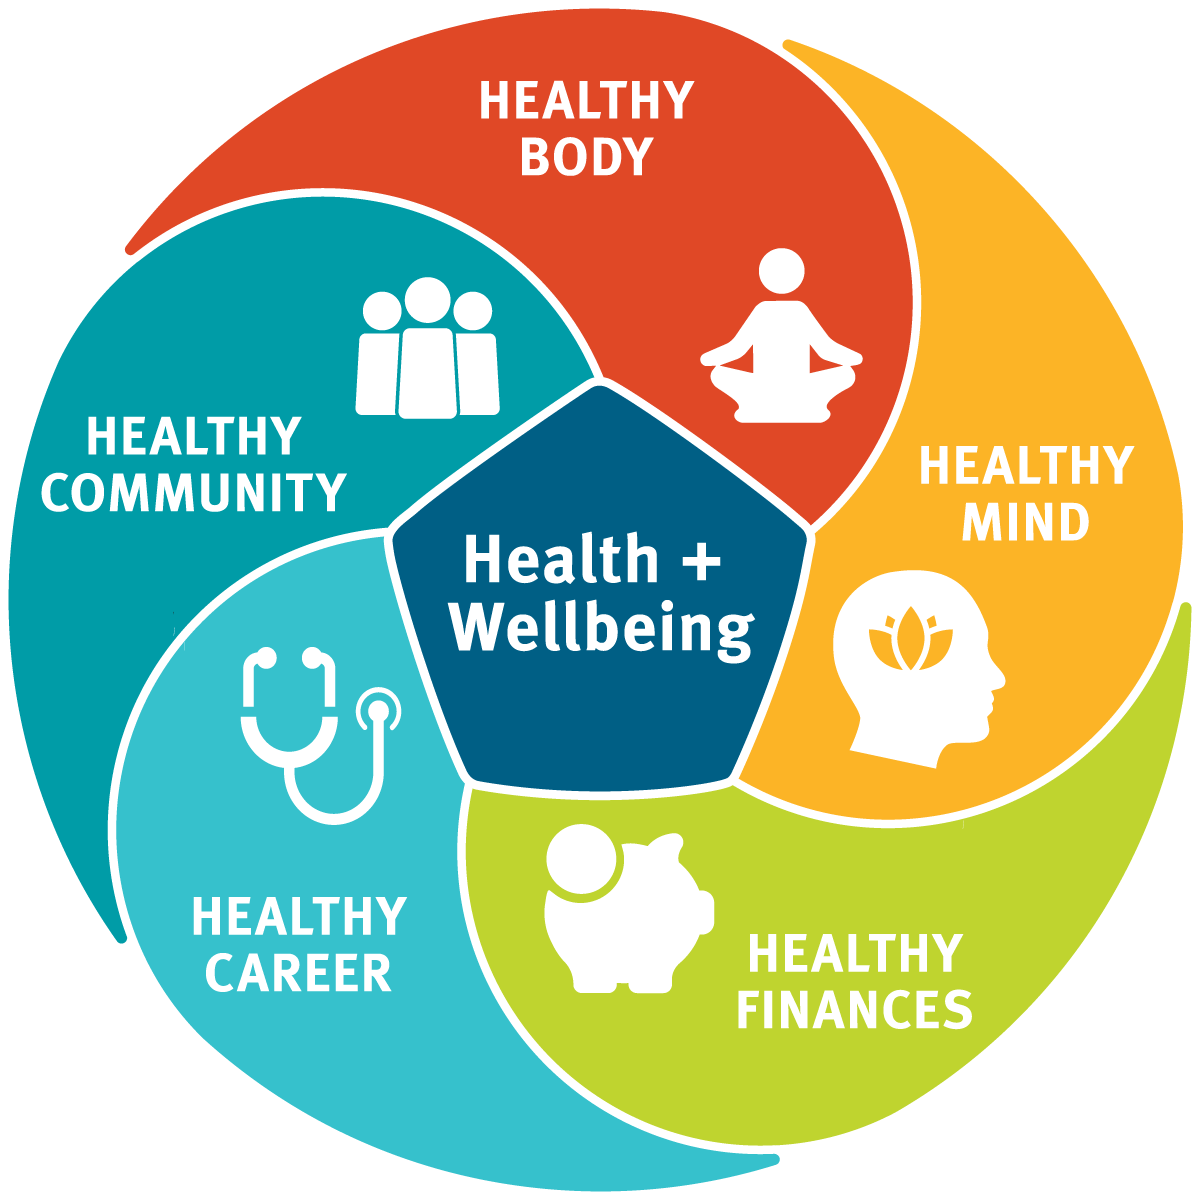 HEALTHY
BODY
HEALTHY
MIND
HEALTHY
FINANCES
HEALTHY
CAREER
HEALTHY
COMMUNITY
Health +
Wellbeing